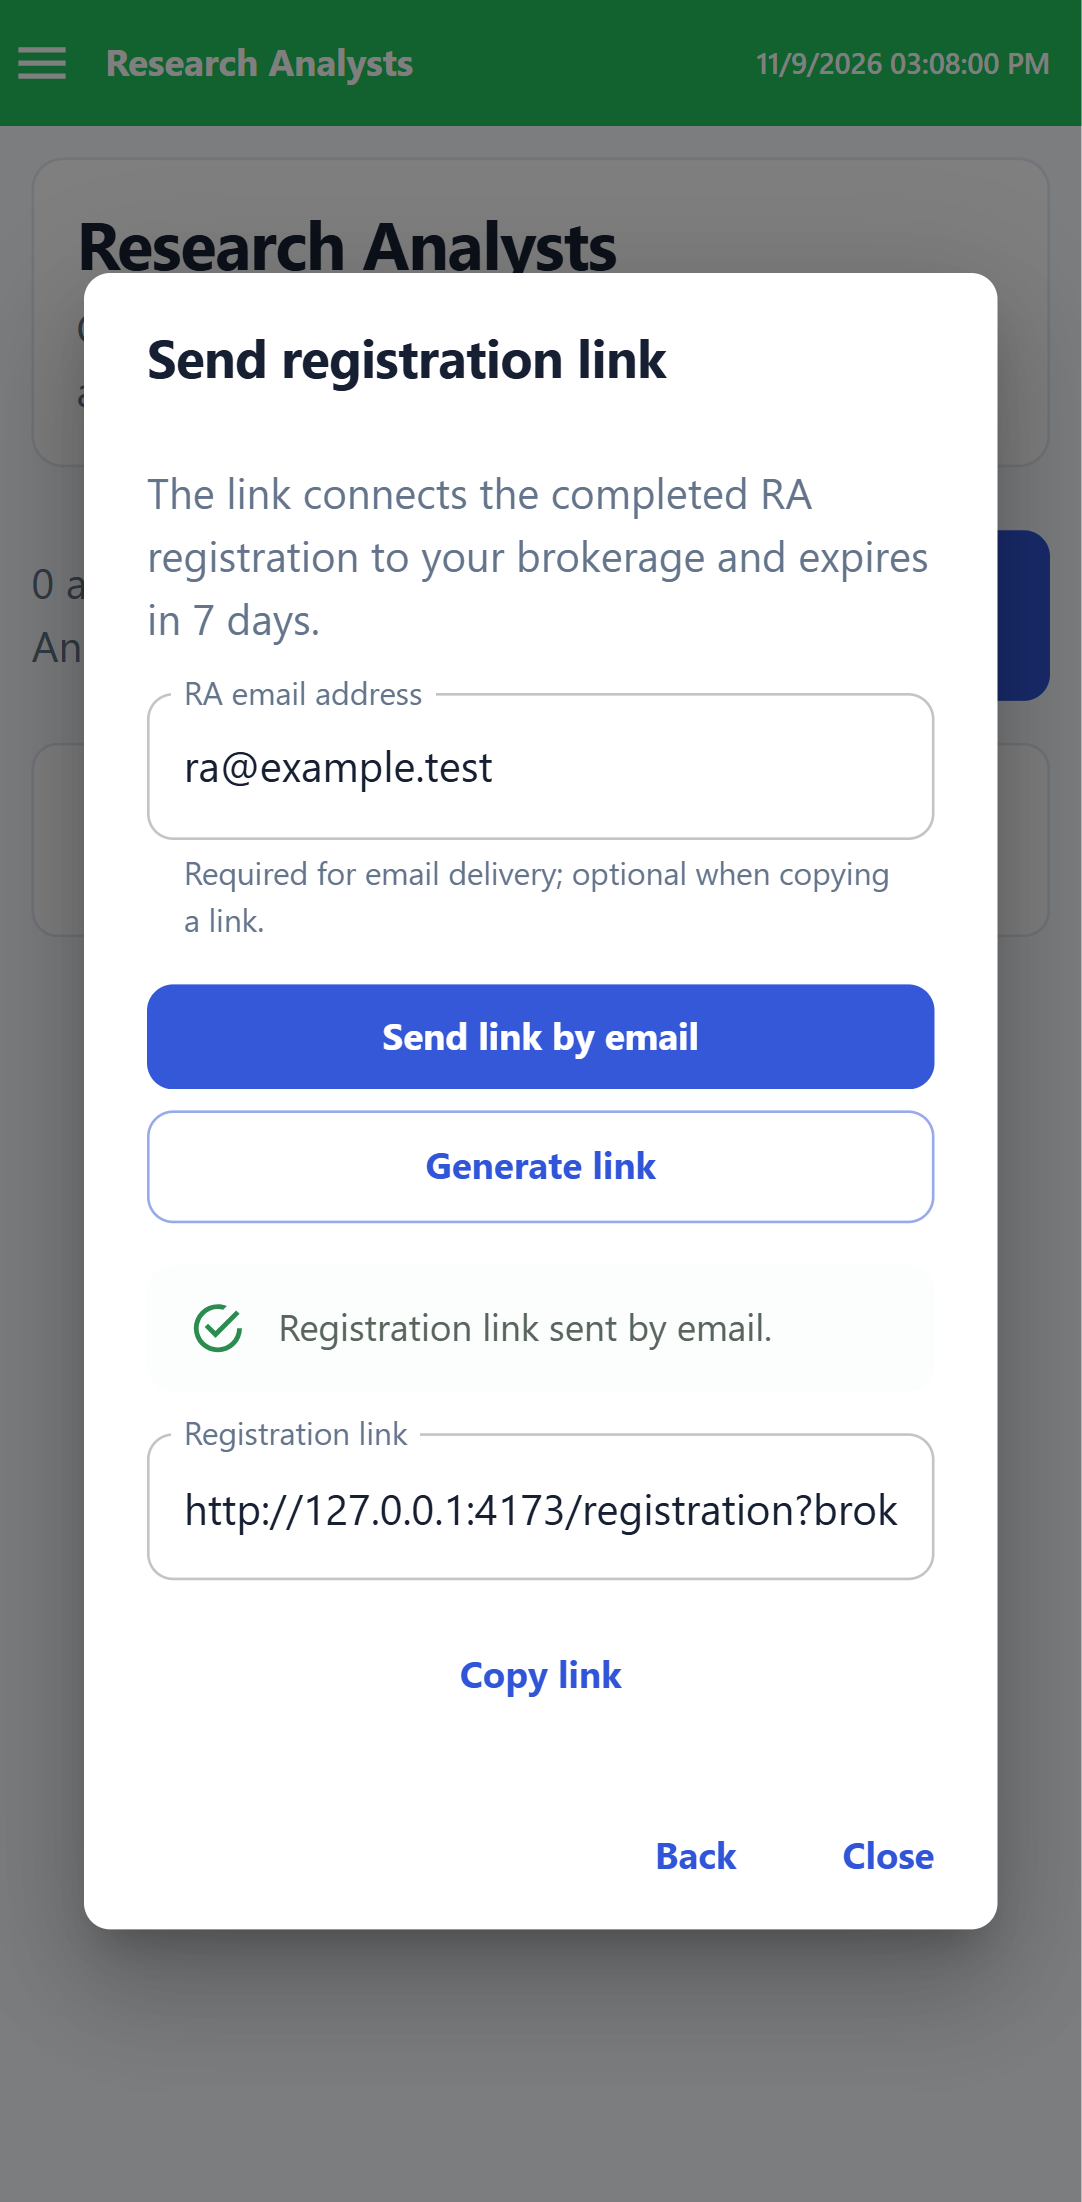 Research Analysts
11/9/2026 03:08:00 PM
Research Analysts
Send registration link
The link connects the completed RA
registration to your brokerage and expires
in 7 days.
0 a
An
RA email address
ra@example.test
Required for email delivery; optional when copying
a link.
Send link by email
Generate link
Registration link sent by email.
Registration link
http://127.0.0.1:4173/registration?brok
Copy link
Back
Close